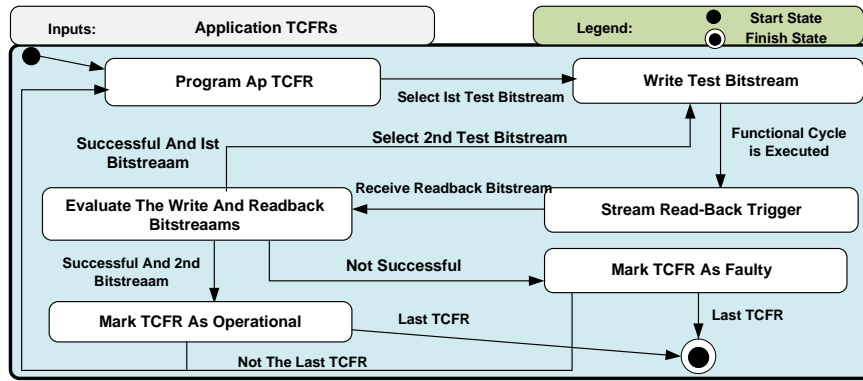 Inputs:
Application TCFRs
Legend:
Start State
Finish State
Program Ap TCFR
Select Ist Test Bitstream
Write Test Bitstream
Successful And Ist
Bitstreaam
Select 2nd Test Bitstream
Functional Cycle
is Executed
Receive Readback Bitstream
Evaluate The Write And Readback
Bitstreaams
Stream Read-Back Trigger
Successful And 2nd
Bitstreaam
Not Successful
Mark TCFR As Faulty
Mark TCFR As Operational
Last TCFR
Last TCFR
Not The Last TCFR